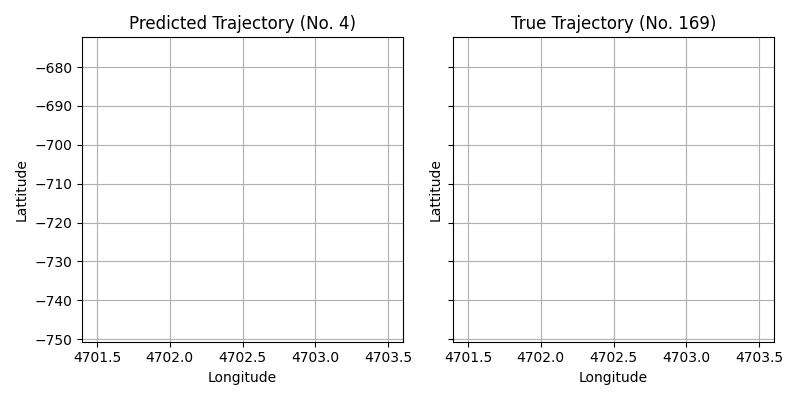 Predicted Trajectory (No. 4)
True Trajectory (No. 169)
−680
−690
−700
−710
−720
−730
−740
−750
Lattitude
Lattitude
4701.5 4702.0 4702.5 4703.0 4703.5
4701.5 4702.0 4702.5 4703.0 4703.5
Longitude
Longitude